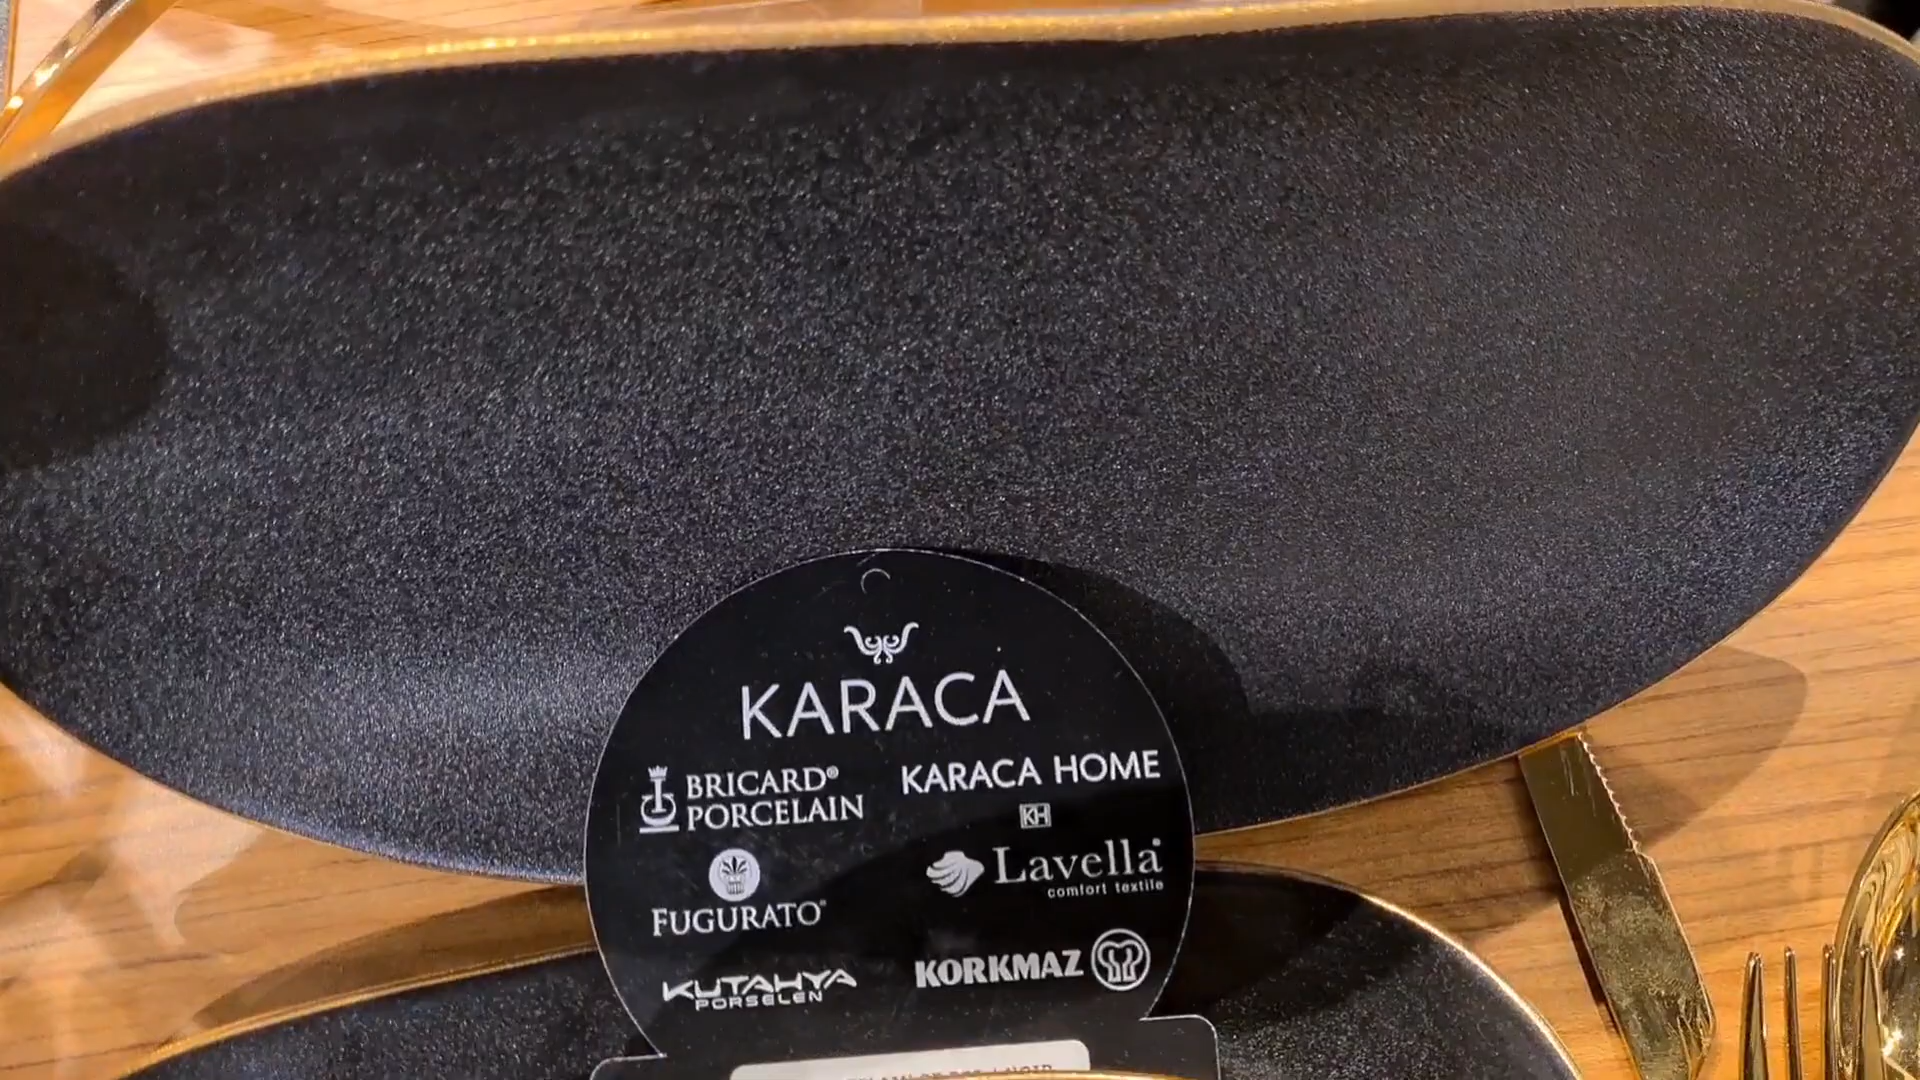 KARACA
BRICARD®
PORCELAIN
KARACA HOME
KH
FUGURATO®
Lavella®
comfort textile
KUTAHYA
PORSELEN
KORKMAZ